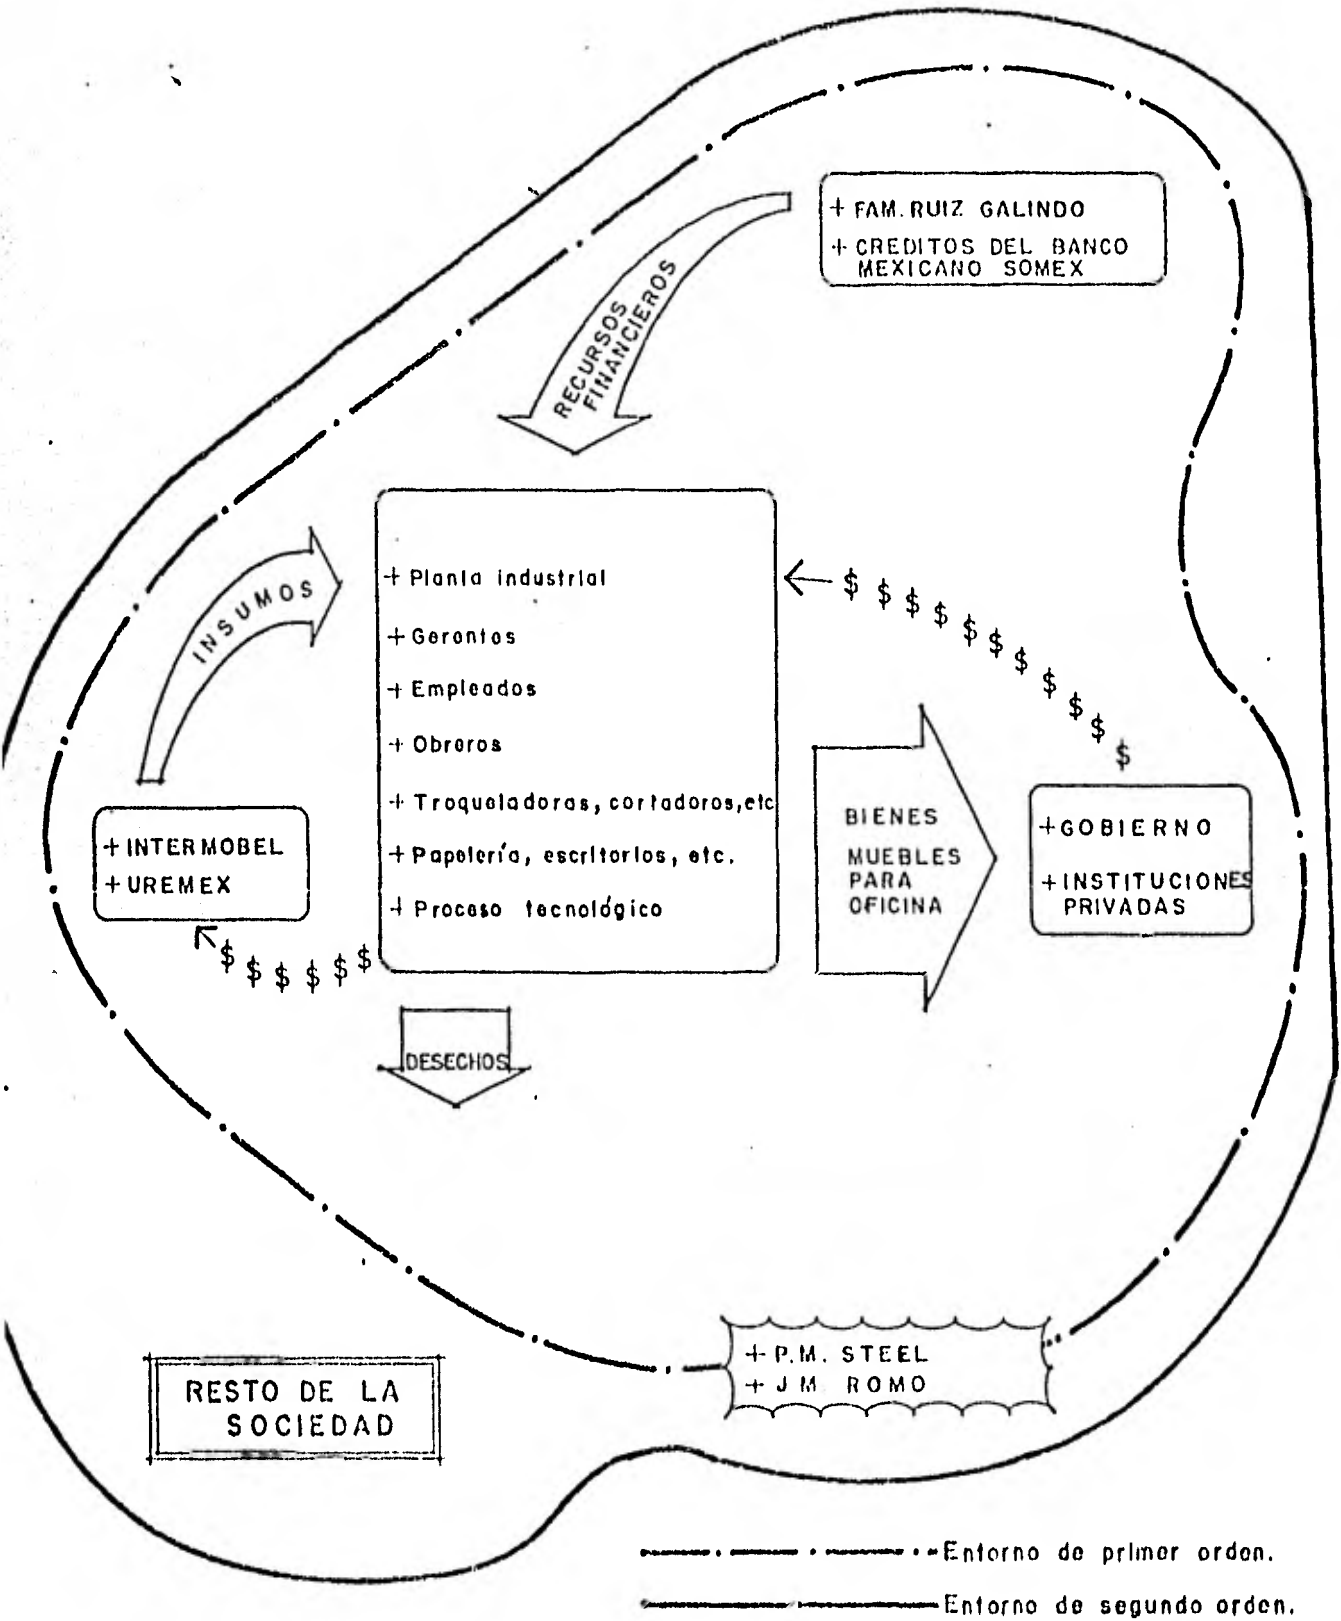 + FAM. RUIZ GALINDO
+ CREDITOS DEL BANCO
MEXICANO SOMEX
RECURSOS
FINANCIEROS
INSUMOS
+ Planta industrial
+ Gerentes
+ Empleados
+ Obreros
+ Troqueladoras, cortadoros, etc
+ Papelería, escritorios, etc.
+ Proceso tecnológico
$ $ $ $ $ $ $ $ $ $ $
+ INTERMOBEL
+ UREMEX
$ $ $ $ $ $
BIENES
MUEBLES
PARA
OFICINA
+ GOBIERNO
+ INSTITUCIONES
PRIVADAS
DESECHOS
+ P.M. STEEL
+ J M ROMO
RESTO DE LA
SOCIEDAD
Entorno de primer orden.
Entorno de segundo orden.